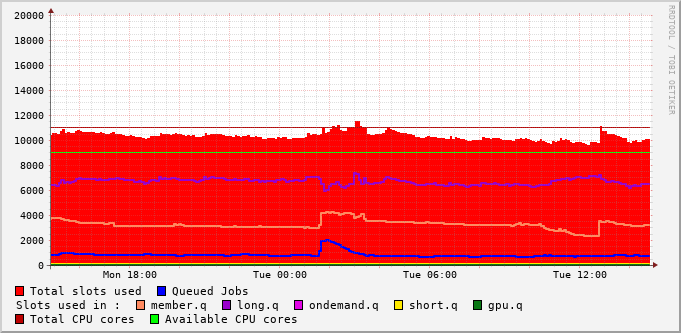 20000
18000
16000
14000
12000
10000
8000
6000
4000
2000
0
Mon 18:00 Tue 00:00 Tue 06:00 Tue 12:00
RRDTOOL / TOBI OETIKER
Total slots used Queued Jobs
Slots used in : member.q long.q ondemand.q short.q gpu.q
Total CPU cores Available CPU cores